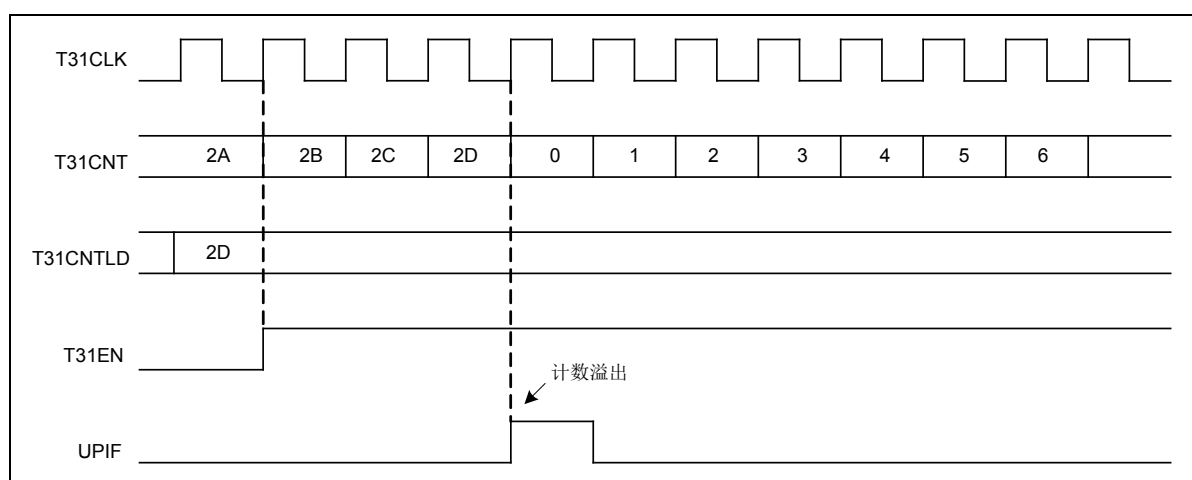 T31CLK
T31CNT 2A 2B 2C 2D 0 1 2 3 4 5 6
T31CNTLD 2D
T31EN
计数溢出
UPIF